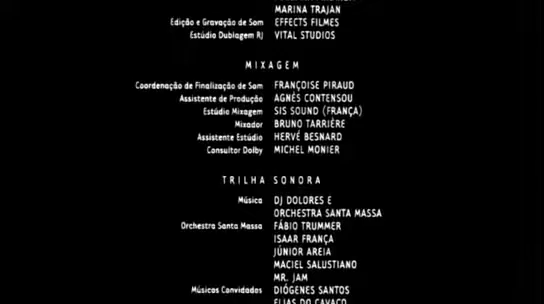 MARINA TRAJAN
Edição e Gravação de Som EFFECTS FILMES
Estúdio Dublagem RJ VITAL STUDIOS
MIXAGEM
Coordenação de Finalização de Som FRANÇOISE PIRAUD
Assistente de Produção AGNÈS CONTENSOU
Estúdio Mixagem SIS SOUND (FRANÇA)
Mixador BRUNO TARRIÈRE
Assistente Estúdio HERVÉ BESNARD
Consultor Dolby MICHEL MONIER
TRILHA SONORA
Música DJ DOLORES E
ORCHESTRA SANTA MASSA
Orchestra Santa Massa FÁBIO TRUMMER
ISAAR FRANÇA
JÚNIOR AREIA
MACIEL SALUSTIANO
MR. JAM
Músicos Convidados DIÓGENES SANTOS
ELIAS DO CAVACO